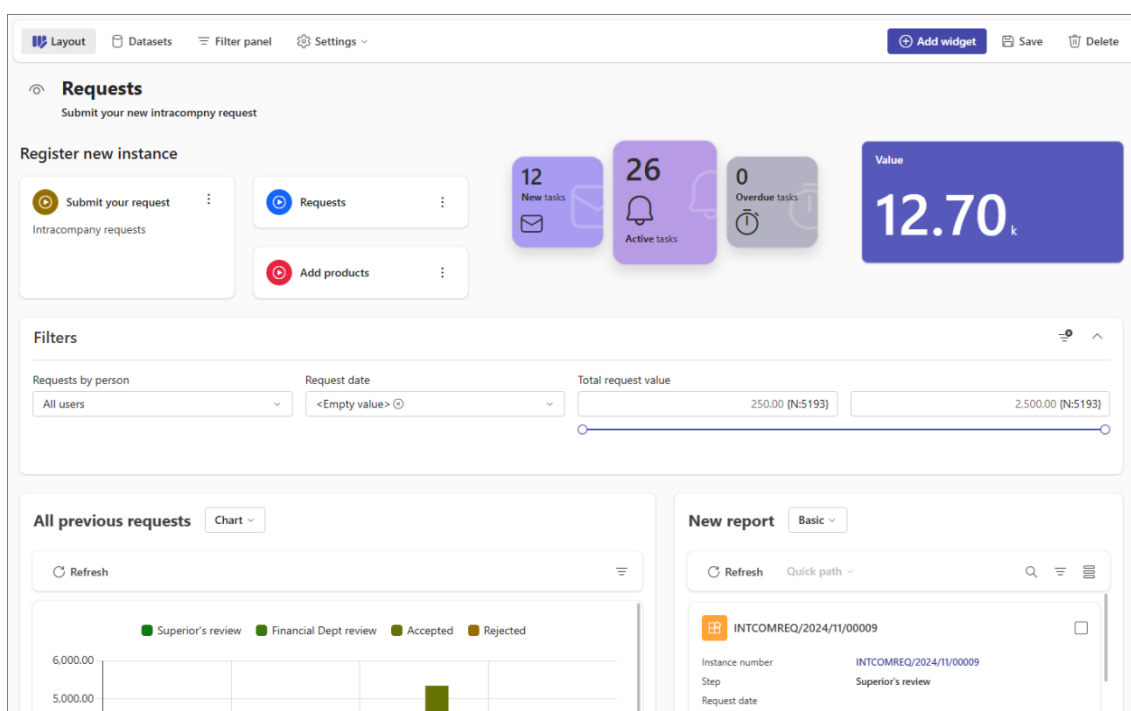 Layout Datasets Filter panel Settings Add widget Save Delete
Requests
Submit your new intracompny request
Register new instance
Submit your request
Intracompany requests
Requests
Add products
12
New tasks
26
Active tasks
0
Overdue tasks
Value
12.70 k
Filters
Requests by person Request date Total request value
All users <Empty value> 250.00 {N:5193} 2,500.00 {N:5193}
All previous requests Chart
Refresh
Superior's review Financial Dept review Accepted Rejected
6,000.00
5,000.00
New report Basic
Refresh Quick path
INTCOMREQ/2024/11/00009
Instance number INTCOMREQ/2024/11/00009
Step Superior's review
Request date